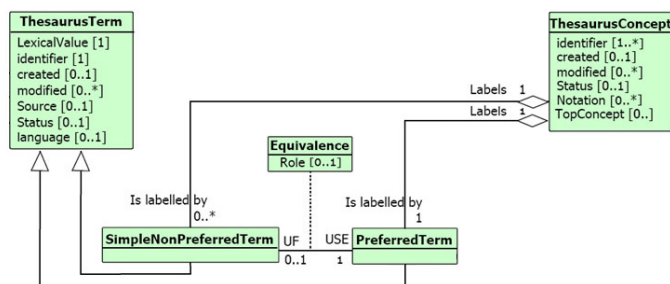 ThesaurusTerm
LexicalValue [1]
identifier [1]
created [0..1]
modified [0..*]
Source [0..1]
Status [0..1]
language [0..1]
ThesaurusConcept
identifier [1..*]
created [0..1]
modified [0..*]
Status [0..1]
Notation [0..*]
TopConcept [0..]
Labels 1
Labels 1
Equivalence
Role [0..1]
Is labelled by
0..*
Is labelled by
1
SimpleNonPreferredTerm
UF
0..1
USE
1
PreferredTerm